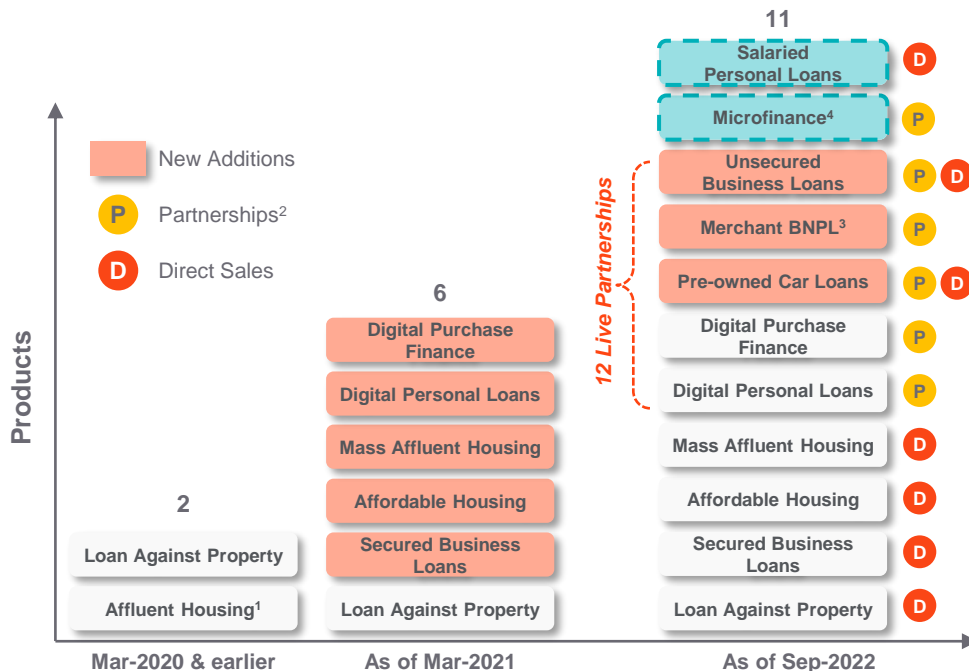 11
Salaried
Personal Loans
D
Microfinance⁴
P
New Additions
Unsecured
Business Loans
P D
P
Partnerships²
Merchant BNPL³
P
D
Direct Sales
12 Live Partnerships
Pre-owned Car Loans
P D
6
Digital Purchase
Finance
Digital Purchase
Finance
P
Digital Personal Loans
Digital Personal Loans
P
Products
Mass Affluent Housing
Mass Affluent Housing
D
2
Affordable Housing
Affordable Housing
D
Loan Against Property
Secured Business
Loans
Secured Business
Loans
D
Affluent Housing¹
Loan Against Property
Loan Against Property
D
Mar-2020 & earlier
As of Mar-2021
As of Sep-2022